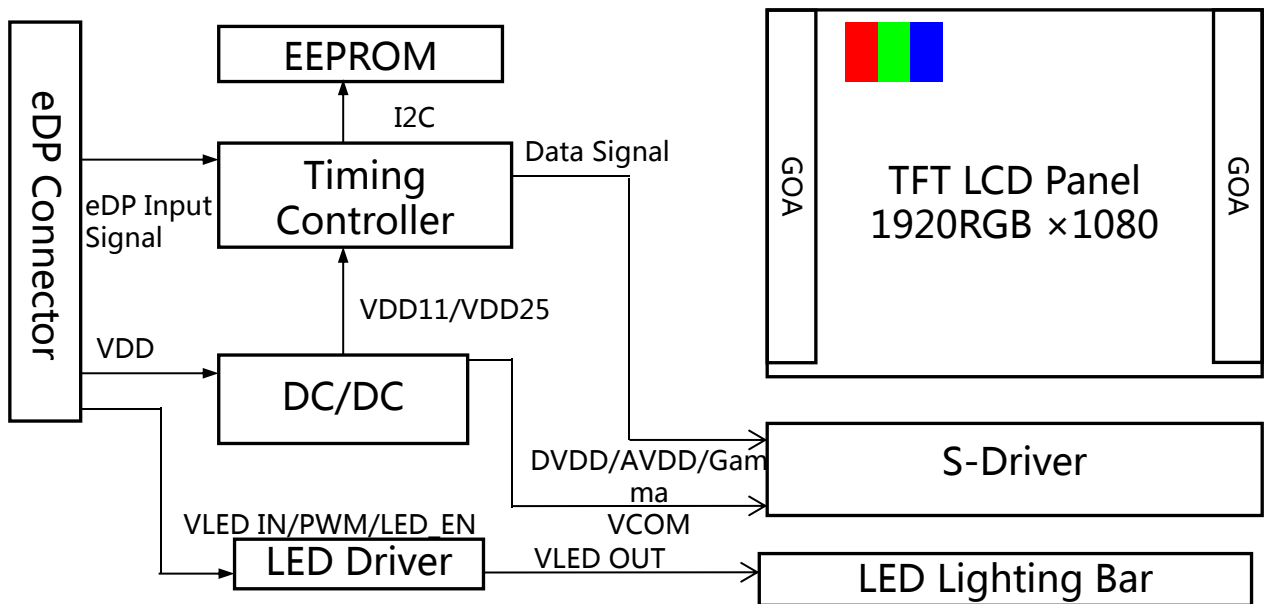 eDP Connector
EEPROM
I2C
Timing
Controller
eDP Input
Signal
Data Signal
VDD11/VDD25
VDD
DC/DC
GOA
TFT LCD Panel
1920RGB ×1080
GOA
DVDD/AVDD/Gam
ma
VCOM
S-Driver
VLED IN/PWM/LED_EN
LED Driver
VLED OUT
LED Lighting Bar